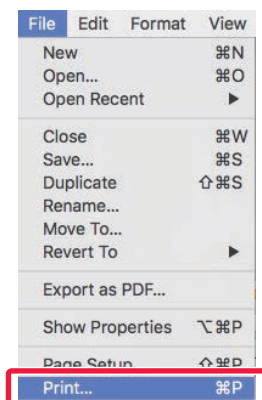 File Edit Format View
New ⌘N
Open... ⌘O
Open Recent ▶
Close ⌘W
Save... ⌘S
Duplicate ⇧⌘S
Rename...
Move To...
Revert To ▶
Export as PDF...
Show Properties ⌥⌘P
Page Setup ⇧⌘P
Print... ⌘P